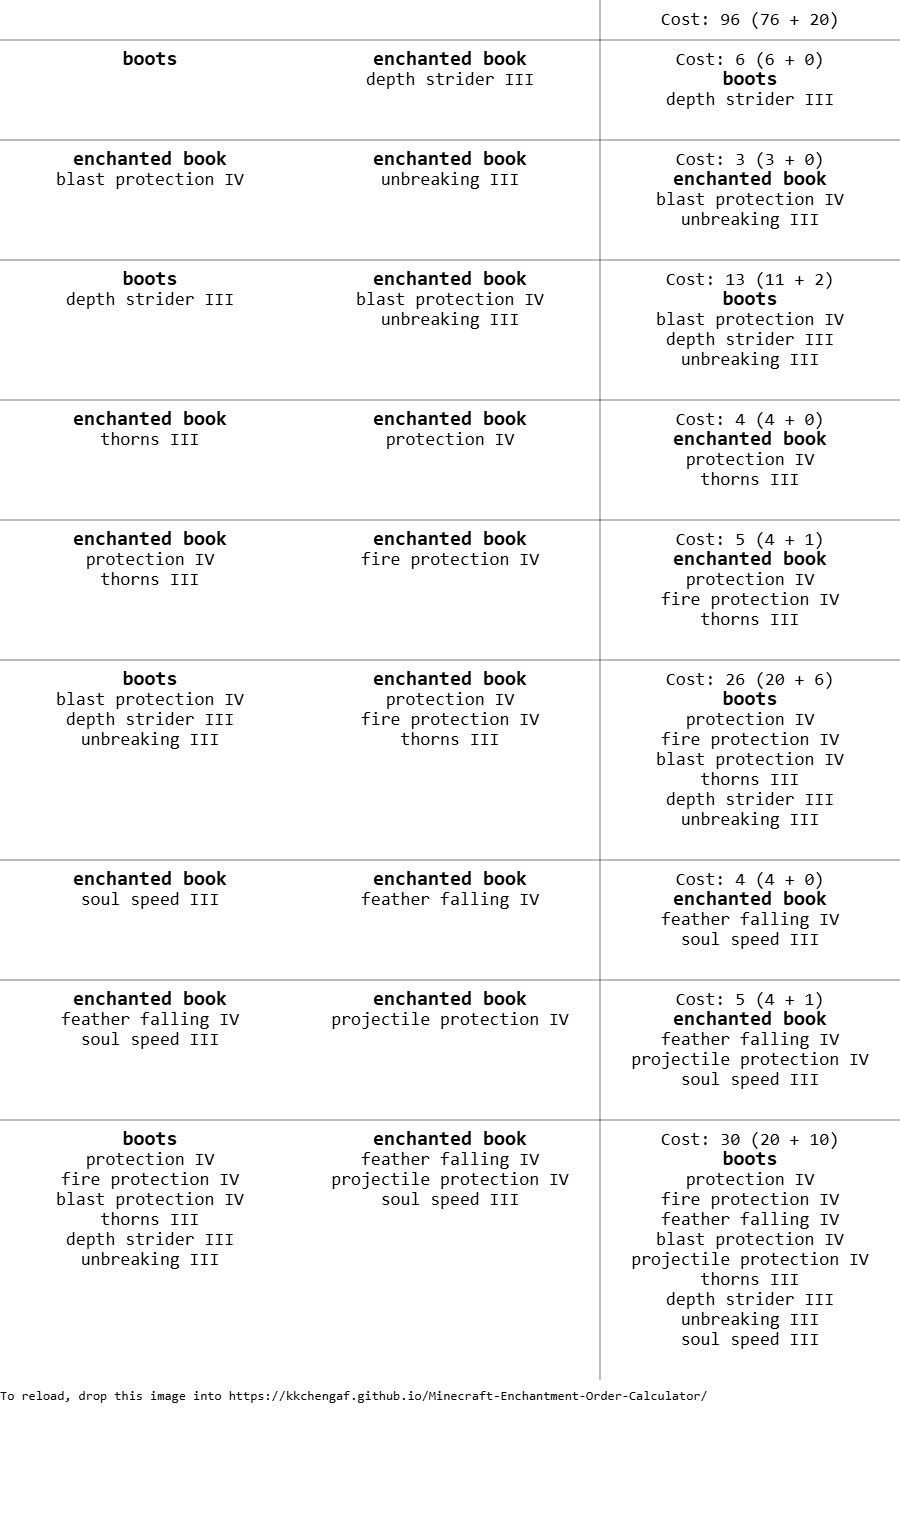 Cost: 96 (76 + 20)
boots
enchanted book
depth strider III
Cost: 6 (6 + 0)
boots
depth strider III
enchanted book
blast protection IV
enchanted book
unbreaking III
Cost: 3 (3 + 0)
enchanted book
blast protection IV
unbreaking III
boots
depth strider III
enchanted book
blast protection IV
unbreaking III
Cost: 13 (11 + 2)
boots
blast protection IV
depth strider III
unbreaking III
enchanted book
thorns III
enchanted book
protection IV
Cost: 4 (4 + 0)
enchanted book
protection IV
thorns III
enchanted book
protection IV
thorns III
enchanted book
fire protection IV
Cost: 5 (4 + 1)
enchanted book
protection IV
fire protection IV
thorns III
boots
blast protection IV
depth strider III
unbreaking III
enchanted book
protection IV
fire protection IV
thorns III
Cost: 26 (20 + 6)
boots
protection IV
fire protection IV
blast protection IV
thorns III
depth strider III
unbreaking III
enchanted book
soul speed III
enchanted book
feather falling IV
Cost: 4 (4 + 0)
enchanted book
feather falling IV
soul speed III
enchanted book
feather falling IV
soul speed III
enchanted book
projectile protection IV
Cost: 5 (4 + 1)
enchanted book
feather falling IV
projectile protection IV
soul speed III
boots
protection IV
fire protection IV
blast protection IV
thorns III
depth strider III
unbreaking III
enchanted book
feather falling IV
projectile protection IV
soul speed III
Cost: 30 (20 + 10)
boots
protection IV
fire protection IV
feather falling IV
blast protection IV
projectile protection IV
thorns III
depth strider III
unbreaking III
soul speed III
To reload, drop this image into https://kkchengaf.github.io/Minecraft-Enchantment-Order-Calculator/